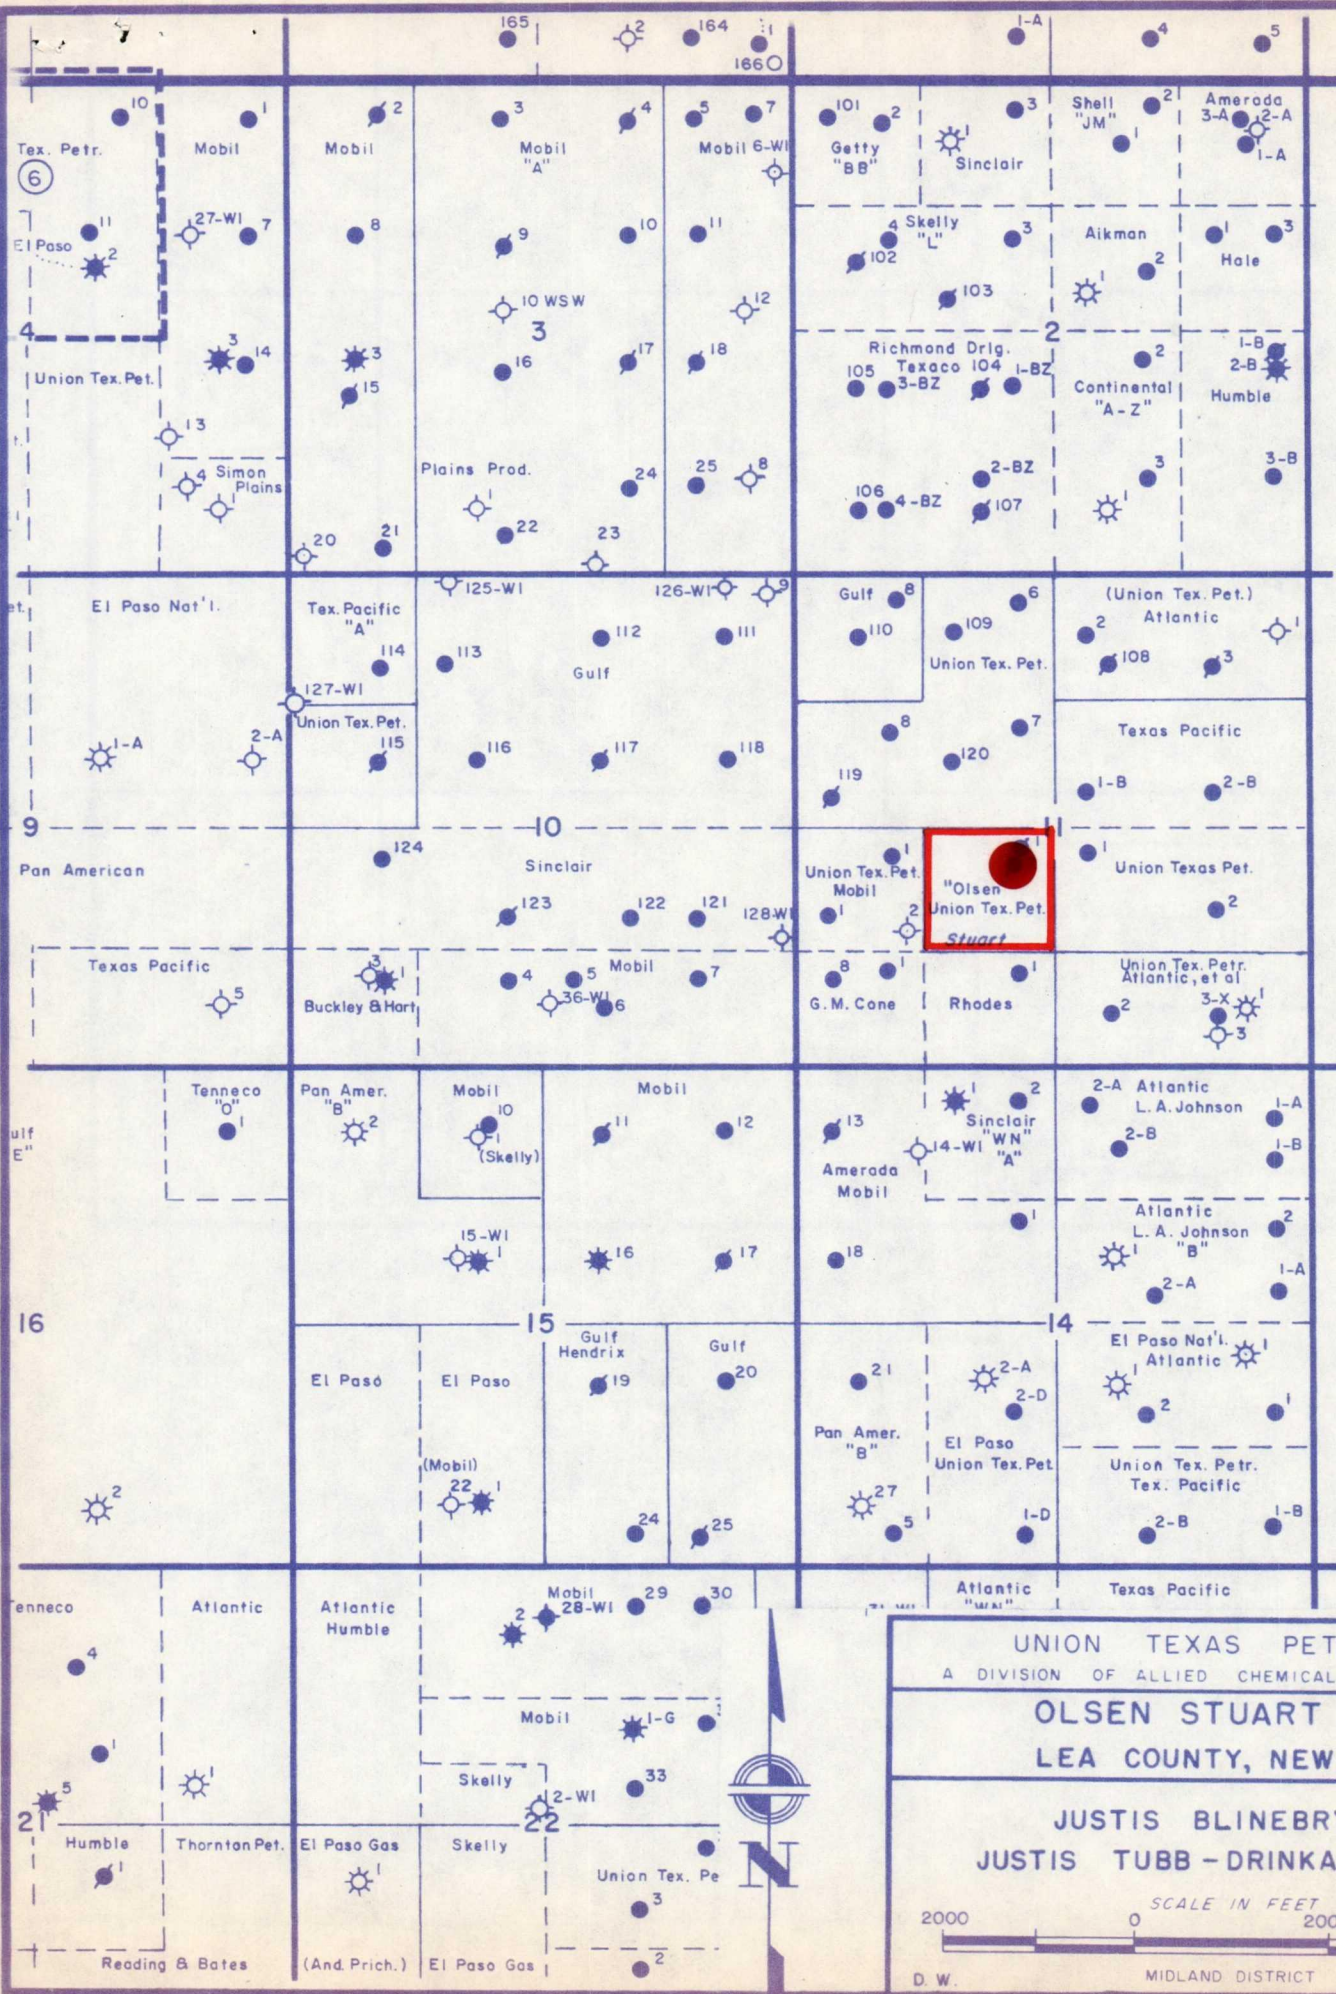 165 2 164 1 1-A 4 5
166
10 1 2 3 4 5 7 101 2 3 Shell 2 Amerada
"JM" 1 3-A 2-A
Tex. Petr. Mobil Mobil Mobil Mobil 6-WI Getty 1 1-A
6 "A" "BB" Sinclair
11 27-WI 7 8 9 10 11 4 Skelly 3 Aikman 1 3
El Paso 2 "L" Hale
102 2
1
10 WSW 12 103
4 3 2
3 14 3 16 17 18 Richmond Drlg. 2 1-B
Union Tex. Pet. 15 105 Texaco 104 1-BZ 2-B
3-BZ Continental Humble
"A-Z"
13
4 Simon Plains Prod. 24 25 8 2-BZ 3 3-B
1 Plains 1 106 4-BZ 107 1
20 21 22 23
125-WI 126-WI 9
et. El Paso Nat'l. Tex. Pacific Gulf 8 6 (Union Tex. Pet.)
"A" 112 111 110 109 2 Atlantic 1
114 113 Gulf Union Tex. Pet. 108 3
127-WI
Union Tex. Pet. 8 7 Texas Pacific
1-A 2-A 115 116 117 118 120
119 1-B 2-B
9 10 11
124 1 1 1
Pan American Sinclair Union Tex. Pet. "Olsen Union Texas Pet.
Mobil
123 122 121 128-WI 1 2 Union Tex. Pet. 2
Stuart
Texas Pacific 3 1 4 5 Mobil 7 8 1 1 Union Tex. Petr.
Atlantic, et al
5 Buckley & Hart 36-WI 6 G.M. Cone Rhodes 2 3-X 1
3
Tenneco Pan Amer. Mobil Mobil 1 2 2-A Atlantic
"O" "B" 10 Sinclair L. A. Johnson 1-A
1 2 1 11 12 13 14-WI "WN" 2-B 1-B
ulf (Skelly) "A"
E" Amerada
Mobil 1 Atlantic 2
15-WI L. A. Johnson
1 16 17 18 1 "B"
2-A 1-A
16 15 14
Gulf El Paso Nat'l. 1
Hendrix Gulf Atlantic
El Paso El Paso 19 20 21 2-A 1
2-D 2 1
Pan Amer.
"B" El Paso Union Tex. Petr.
(Mobil) Union Tex. Pet. Tex. Pacific
2 22 1 27
24 25 5 1-D 2-B 1-B
Tenneco Atlantic Atlantic Mobil 29 30 Atlantic Texas Pacific
Humble 2 28-WI "WN"
4
Mobil 1-G
1
Skelly 33
5 1 2-WI
21 22
Humble Thornton Pet. El Paso Gas Skelly
1 1 Union Tex. Pe
3
Reading & Bates (And. Prich.) El Paso Gas 2
N
UNION TEXAS PET
A DIVISION OF ALLIED CHEMICAL
OLSEN STUART
LEA COUNTY, NEW
JUSTIS BLINEBRY
JUSTIS TUBB - DRINKA
SCALE IN FEET
2000 0 200
D. W. MIDLAND DISTRICT